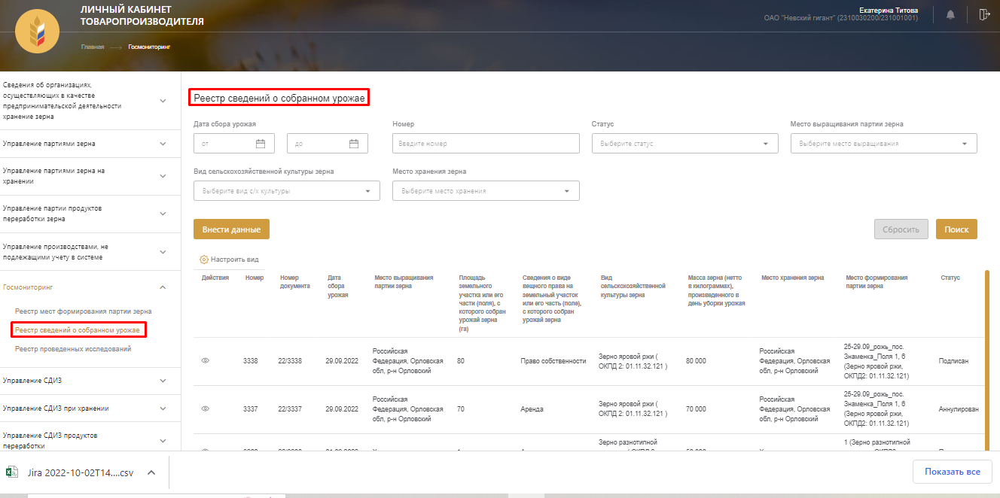 ЛИЧНЫЙ КАБИНЕТ
ТОВАРОПРОИЗВОДИТЕЛЯ
Екатерина Титова
ОАО "Невский гигант" (2310030200/231001001)
Главная
Госмониторинг
Сведения об организациях,
осуществляющих в качестве
предпринимательской деятельности
хранение зерна
Управление партиями зерна
Управление партиями зерна на
хранении
Управление партии продуктов
переработки зерна
Управление производствами, не
подлежащими учету в системе
Госмониторинг
Реестр мест формирования партии зерна
Реестр сведений о собранном урожае
Реестр проведенных исследований
Управление СДИЗ
Управление СДИЗ при хранении
Управление СДИЗ продуктов
переработки
Реестр сведений о собранном урожае
Дата сбора урожая
от
до
Номер
Введите номер
Статус
Выберите статус
Место выращивания партии зерна
Выберите место выращивания
Вид сельскохозяйственной культуры зерна
Выберите вид с/х культуры
Место хранения зерна
Выберите место хранения
Внести данные
Сбросить
Поиск
Настроить вид
Действия
Номер
Номер
документа
Дата
сбора
урожая
Место выращивания
партии зерна
Площадь
земельного
участка или его
части (поля), с
которого собран
урожай зерна
(га)
Сведения о виде
вещного права на
земельный участок
или его часть (поле),
с которого собран
урожай зерна
Вид
сельскохозяйственной
культуры зерна
Масса зерна (нетто
в килограммах),
произведенного в
день уборки урожая
Место хранения зерна
Место формирования
партии зерна
Статус
3338
22/3338
29.09.2022
Российская
Федерация, Орловская
обл, р-н Орловский
80
Право собственности
Зерно яровой ржи (
ОКПД 2: 01.11.32.121 )
80 000
Российская
Федерация, Орловская
обл, р-н Орловский
25-29.09_рожь_пос.
Знаменка_Поля 1, 6
(Зерно яровой ржи,
ОКПД2: 01.11.32.121)
Подписан
3337
22/3337
29.09.2022
Российская
Федерация, Орловская
обл, р-н Орловский
70
Аренда
Зерно яровой ржи (
ОКПД 2: 01.11.32.121 )
70 000
Российская
Федерация, Орловская
обл, р-н Орловский
25-29.09_рожь_пос.
Знаменка_Поля 1, 6
(Зерно яровой ржи,
ОКПД2: 01.11.32.121)
Аннулирован
Зерно разнотипной
1 (Зерно разнотипной
Jira 2022-10-02T14....csv
Показать все